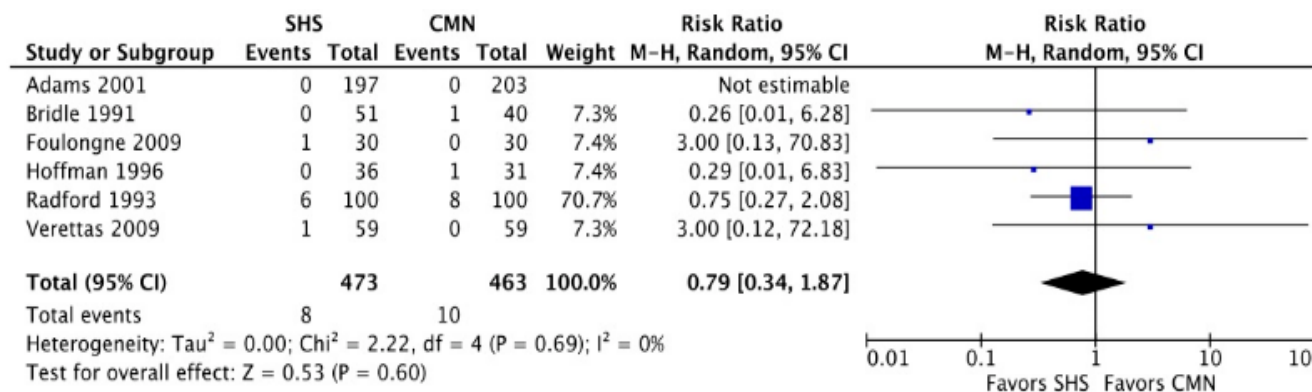 SHS CMN Risk Ratio Risk Ratio
Study or Subgroup Events Total Events Total Weight M-H, Random, 95% CI M-H, Random, 95% CI
Adams 2001 0 197 0 203 Not estimable
Bridle 1991 0 51 1 40 7.3% 0.26 [0.01, 6.28]
Foulongne 2009 1 30 0 30 7.4% 3.00 [0.13, 70.83]
Hoffman 1996 0 36 1 31 7.4% 0.29 [0.01, 6.83]
Radford 1993 6 100 8 100 70.7% 0.75 [0.27, 2.08]
Verettas 2009 1 59 0 59 7.3% 3.00 [0.12, 72.18]
Total (95% CI) 473 463 100.0% 0.79 [0.34, 1.87]
Total events 8 10
Heterogeneity: Tau² = 0.00; Chi² = 2.22, df = 4 (P = 0.69); I² = 0%
Test for overall effect: Z = 0.53 (P = 0.60)
0.01 0.1 1 10
Favors SHS Favors CMN